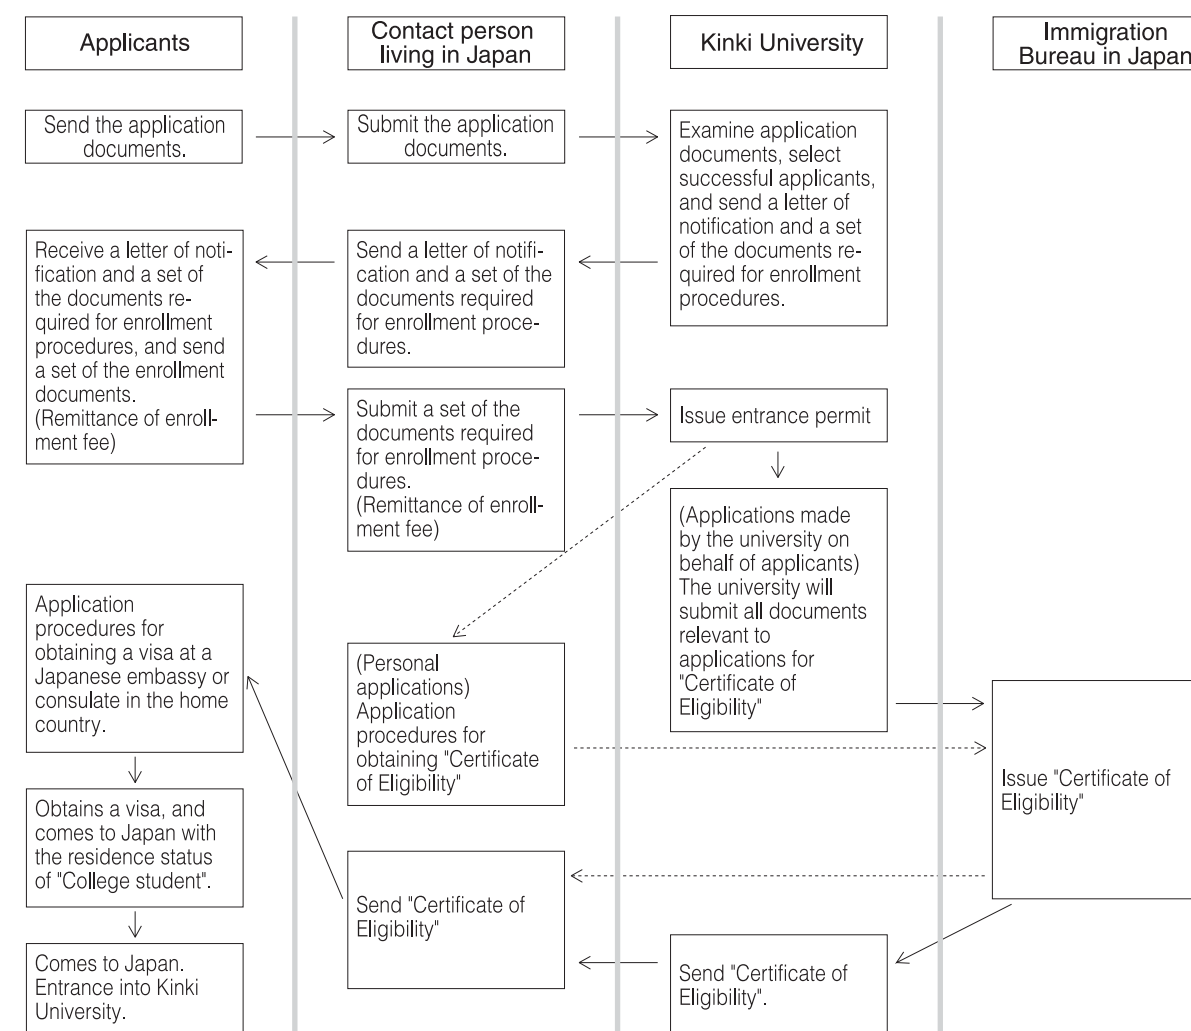 Applicants
Contact person
living in Japan
Kinki University
Immigration
Bureau in Japan
Send the application
documents.
Submit the application
documents.
Examine application
documents, select
successful applicants,
and send a letter of
notification and a set
of the documents re-
quired for enrollment
procedures.
Receive a letter of noti-
fication and a set of
the documents re-
quired for enrollment
procedures, and send
a set of the enrollment
documents.
(Remittance of enroll-
ment fee)
Send a letter of notifi-
cation and a set of the
documents required
for enrollment proce-
dures.
Submit a set of the
documents required
for enrollment proce-
dures.
(Remittance of enroll-
ment fee)
Issue entrance permit
(Applications made
by the university on
behalf of applicants)
The university will
submit all documents
relevant to
applications for
"Certificate of
Eligibility"
Application
procedures for
obtaining a visa at a
Japanese embassy or
consulate in the home
country.
(Personal
applications)
Application
procedures for
obtaining "Certificate
of Eligibility"
Issue "Certificate of
Eligibility"
Obtains a visa, and
comes to Japan with
the residence status
of "College student".
Send "Certificate of
Eligibility"
Send "Certificate of
Eligibility".
Comes to Japan.
Entrance into Kinki
University.